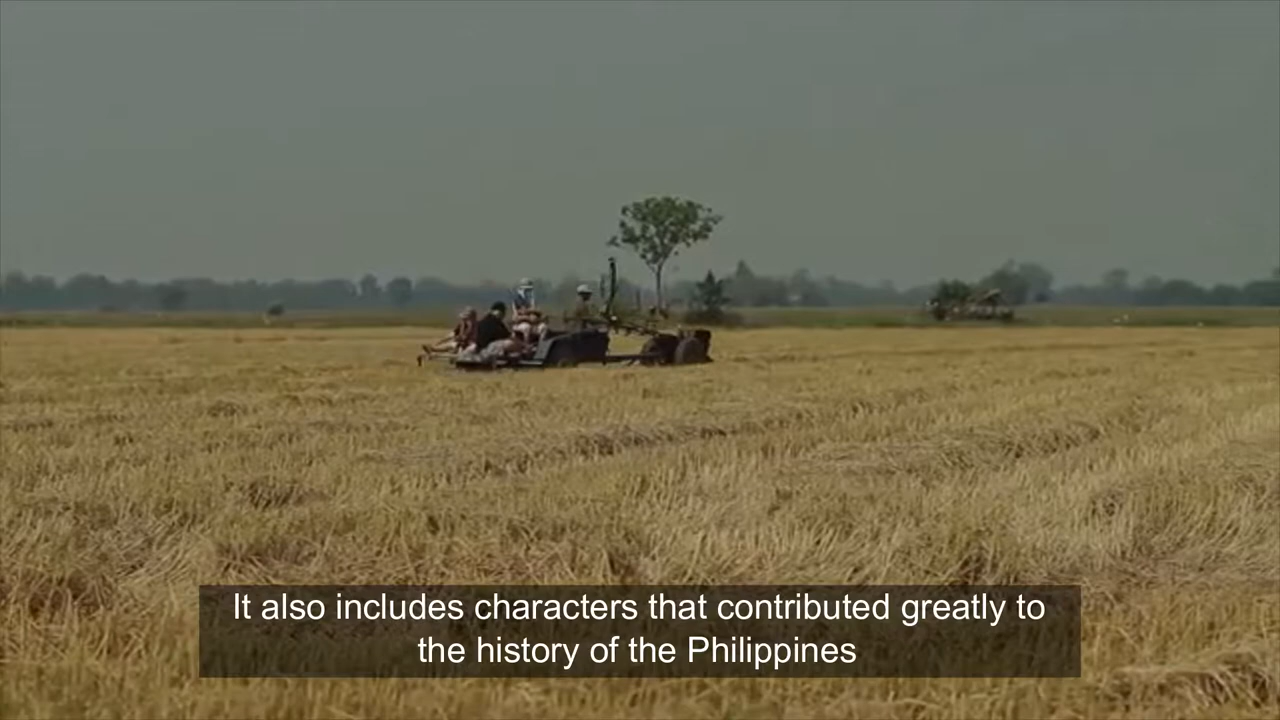 It also includes characters that contributed greatly to
the history of the Philippines